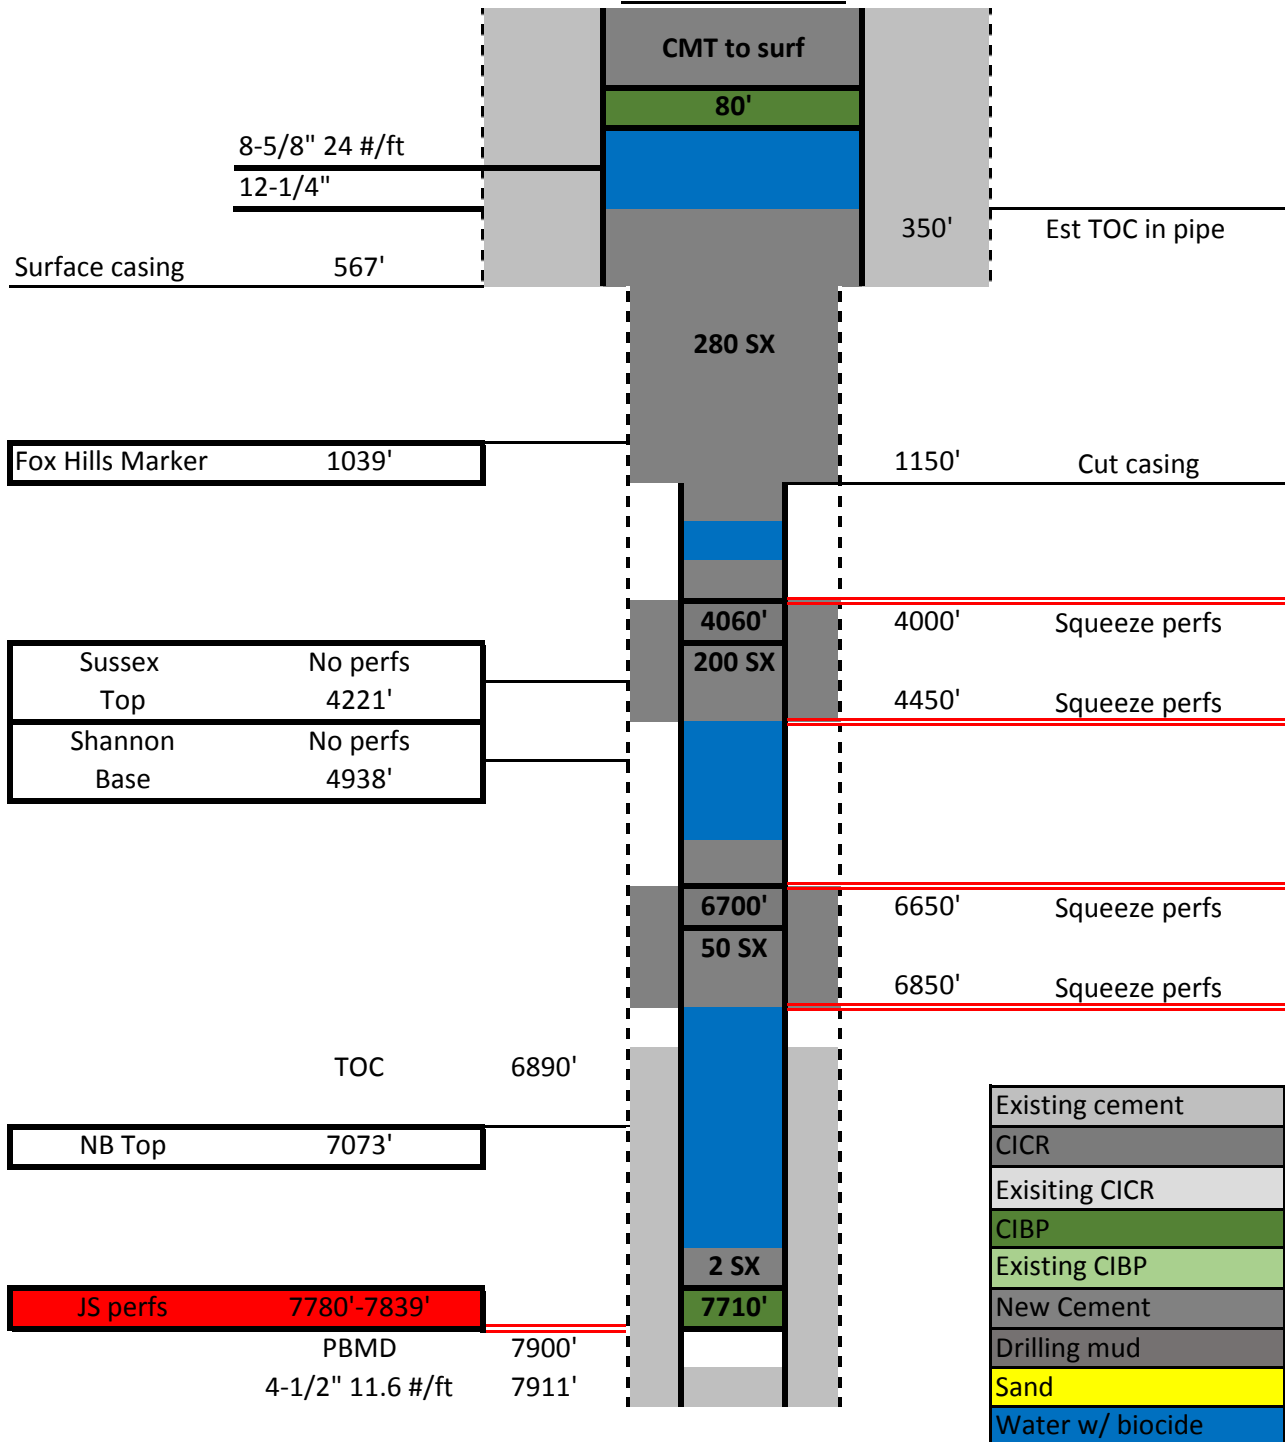 CMT to surf
80'
8-5/8" 24 #/ft
12-1/4"
350' Est TOC in pipe
Surface casing 567'
280 SX
Fox Hills Marker 1039'
1150' Cut casing
4060' 4000' Squeeze perfs
Sussex No perfs 200 SX
Top 4221' 4450' Squeeze perfs
Shannon No perfs
Base 4938'
6700' 6650' Squeeze perfs
50 SX
6850' Squeeze perfs
TOC 6890'
NB Top 7073'
2 SX
JS perfs 7780'-7839' 7710'
PBMD 7900'
4-1/2" 11.6 #/ft 7911'
Existing cement
CICR
Exisiting CICR
CIBP
Existing CIBP
New Cement
Drilling mud
Sand
Water w/ biocide